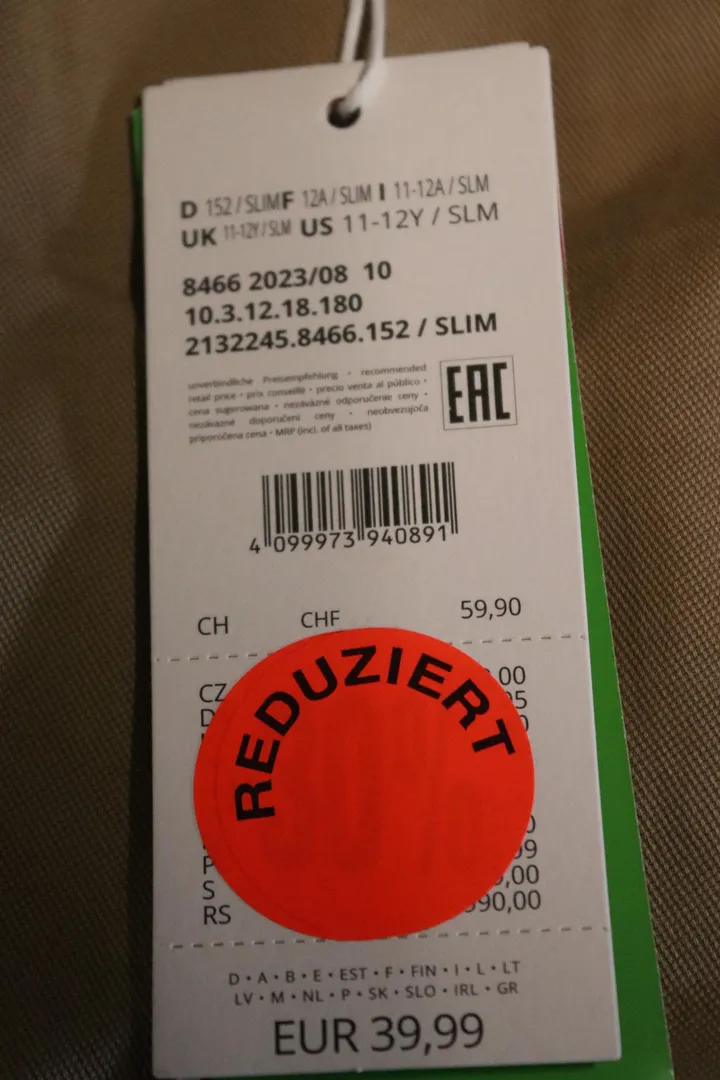 D 152 / SLIM F 12A / SLIM I 11-12A / SLM
UK 11-12Y / SLM US 11-12Y / SLM
8466 2023/08 10
10.3.12.18.180
2132245.8466.152 / SLIM
unverbindliche Preisempfehlung • recommended
retail price • prix conseillé • precio venta al público •
cena sugerowana • nezáväzné odporučenie ceny •
nezávazné doporučení ceny • neobvezujoča
priporočena cena • MRP (incl. of all taxes)
EAC
4 099973 940891
CH CHF 59,90
REDUZIERT
CZ
S
RS
D • A • B • E • EST • F • FIN • I • L • LT
LV • M • NL • P • SK • SLO • IRL • GR
EUR 39,99